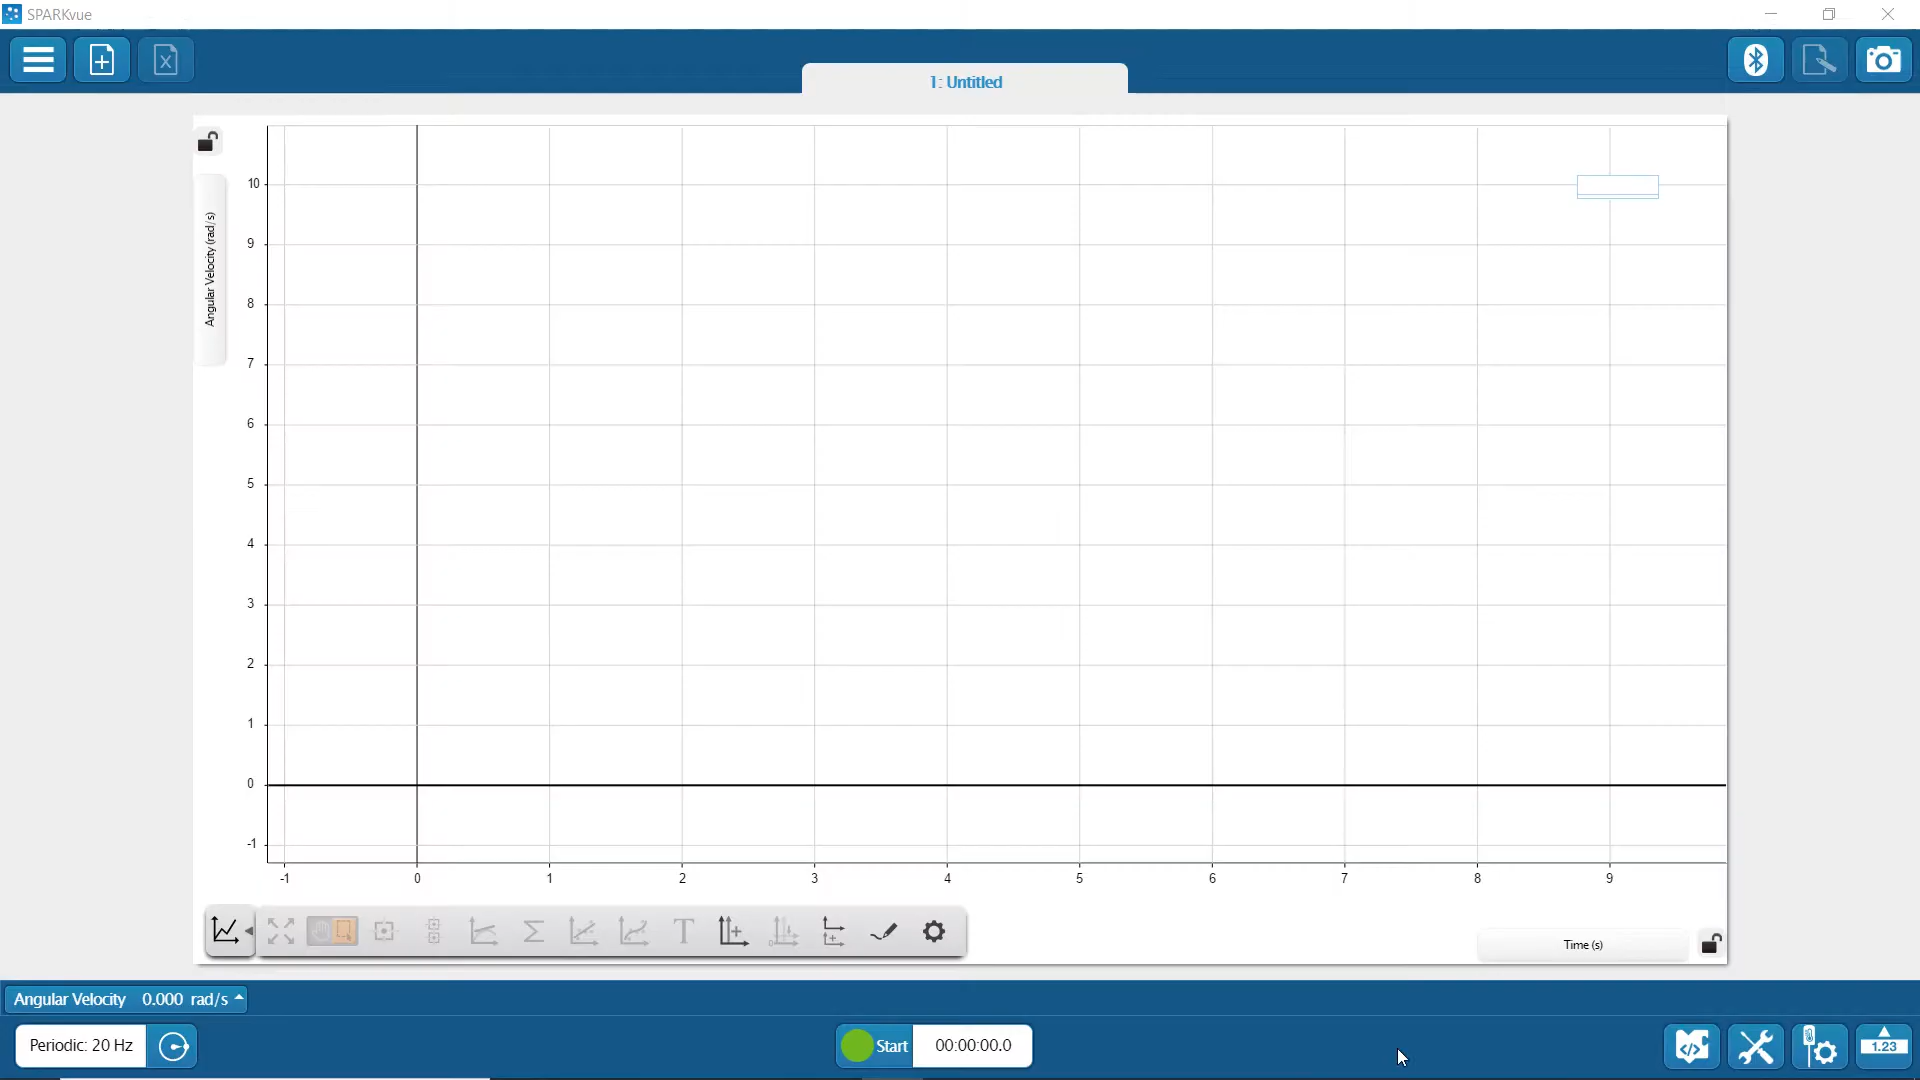 SPARKvue
1: Untitled
Angular Velocity (rad/s)
10
9
8
7
6
5
4
3
2
1
0
-1
-1 0 1 2 3 4 5 6 7 8 9
Time (s)
Angular Velocity 0.000 rad/s
Periodic: 20 Hz
Start 00:00:00.0
1.23